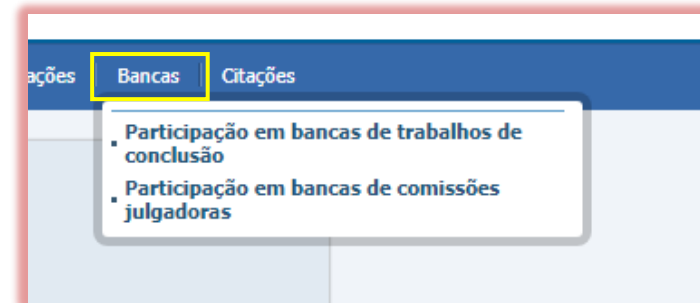 ações Bancas Citações
Participação em bancas de trabalhos de
conclusão
Participação em bancas de comissões
julgadoras